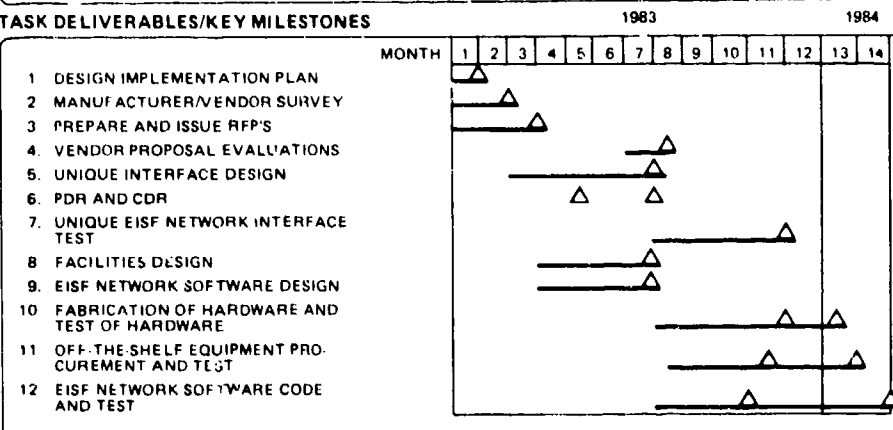 TASK DELIVERABLES/KEY MILESTONES 1983 1984
MONTH 1 2 3 4 5 6 7 8 9 10 11 12 13 14
1 DESIGN IMPLEMENTATION PLAN
2 MANUFACTURER/VENDOR SURVEY
3 PREPARE AND ISSUE RFP'S
4. VENDOR PROPOSAL EVALUATIONS
5. UNIQUE INTERFACE DESIGN
6. PDR AND CDR
7. UNIQUE EISF NETWORK INTERFACE
TEST
8 FACILITIES DESIGN
9. EISF NETWORK SOFTWARE DESIGN
10 FABRICATION OF HARDWARE AND
TEST OF HARDWARE
11 OFF-THE-SHELF EQUIPMENT PRO-
CUREMENT AND TEST
12 EISF NETWORK SOFTWARE CODE
AND TEST